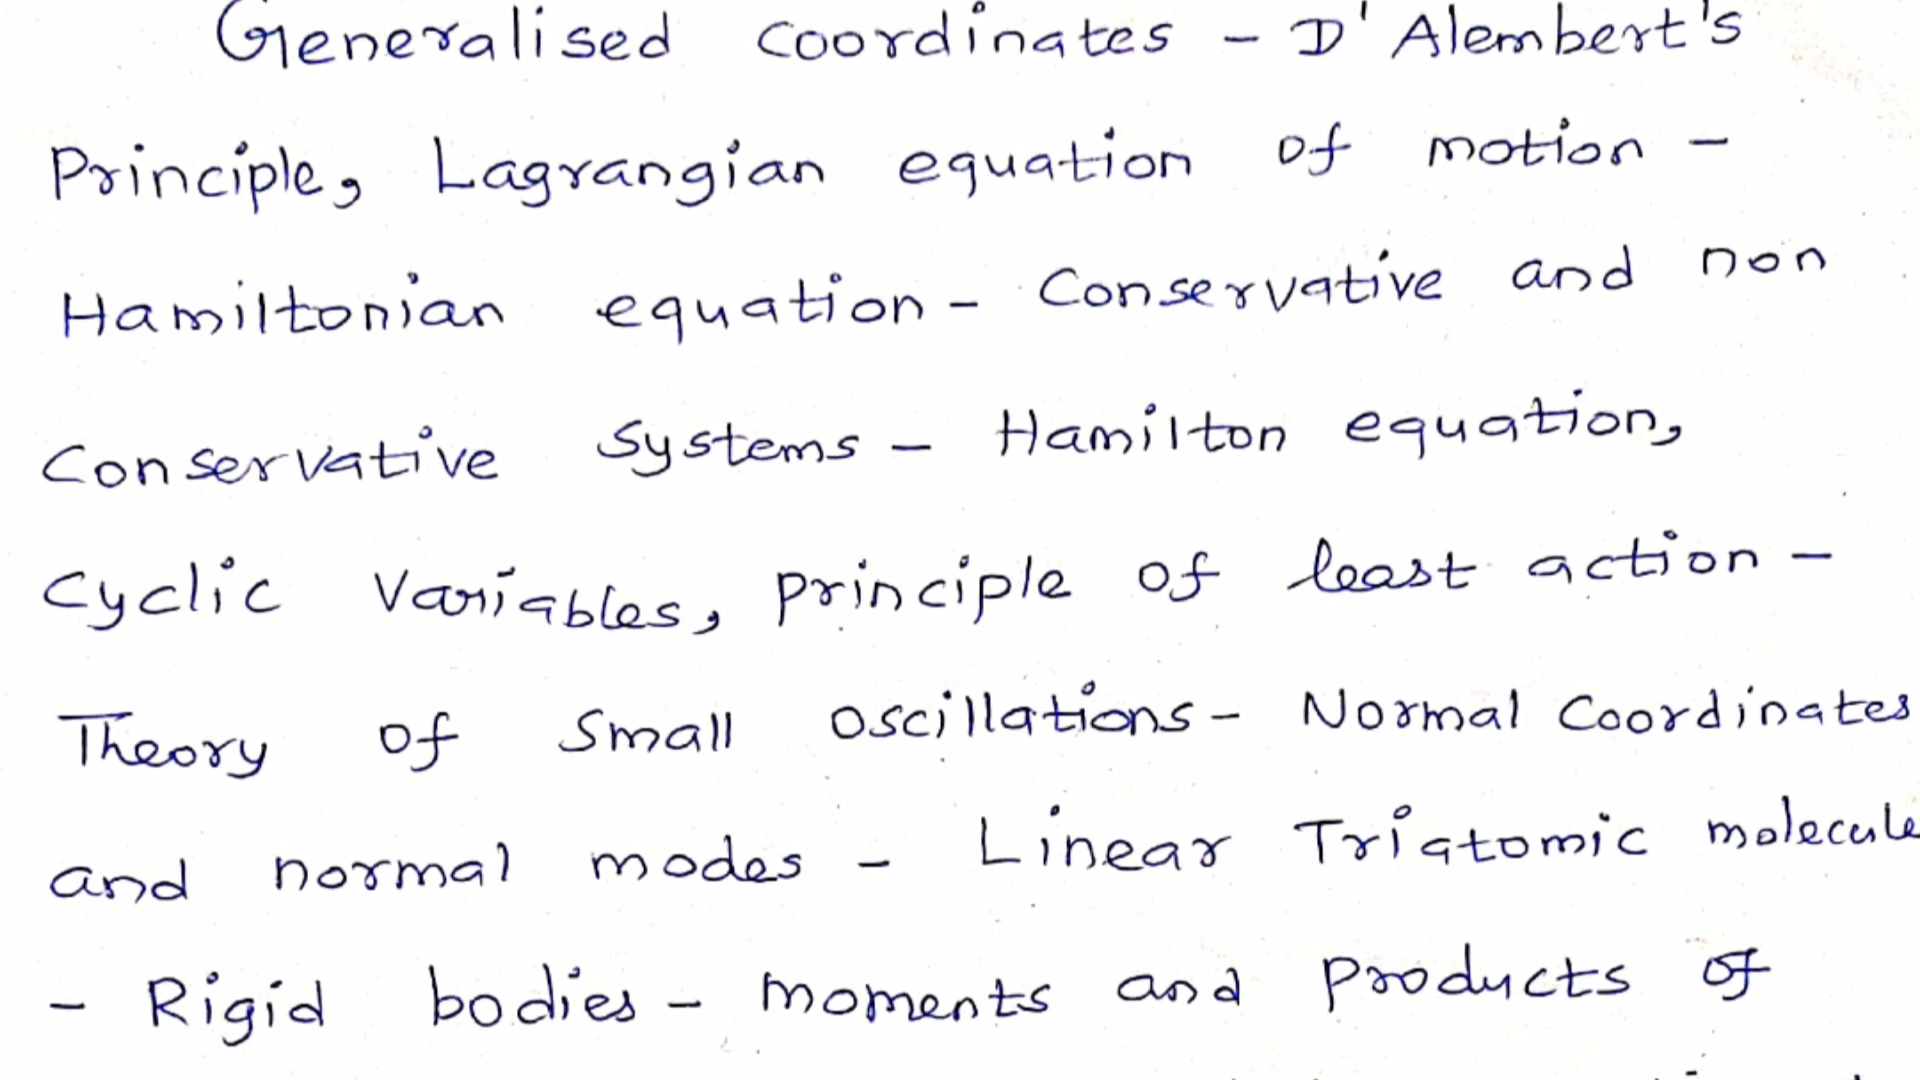 Generalised Coordinates - D'Alembert's
Principle, Lagrangian equation of motion -
Hamiltonian equation - Conservative and non
Conservative Systems - Hamilton equation,
Cyclic Variables, principle of least action -
Theory of Small oscillations - Normal Coordinates
and normal modes - Linear Triatomic molecule
- Rigid bodies - moments and products of